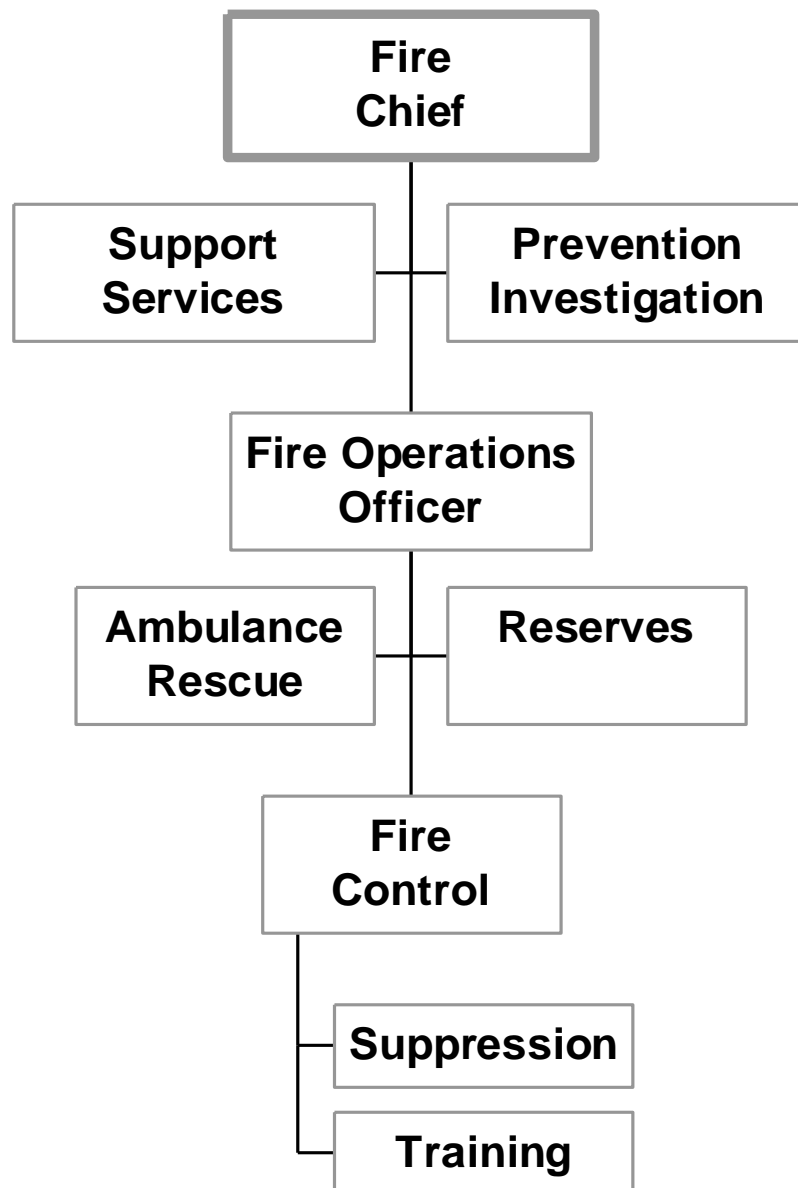 Fire
Chief
Support
Services
Prevention
Investigation
Fire Operations
Officer
Ambulance
Rescue
Reserves
Fire
Control
Suppression
Training